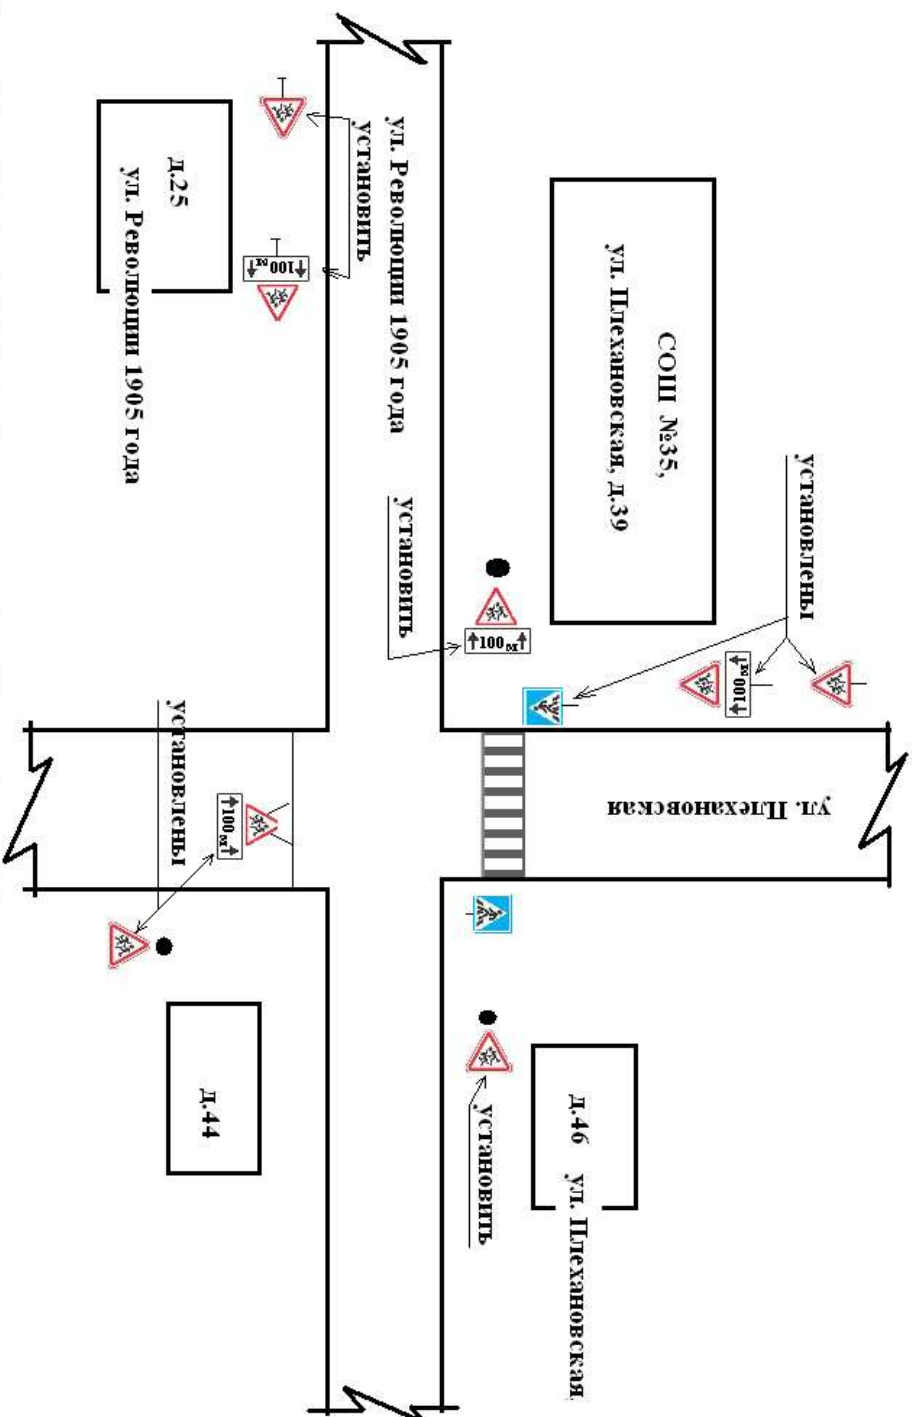 установлены
ул. Плехановская
100 м
СОШ №35,
ул. Плехановская, д.39
д.46 ул. Плехановская
100 м
установить
установить
ул. Революции 1905 года
установить
100 м
100 м
д.44
установлены
д.25
ул. Революции 1905 года